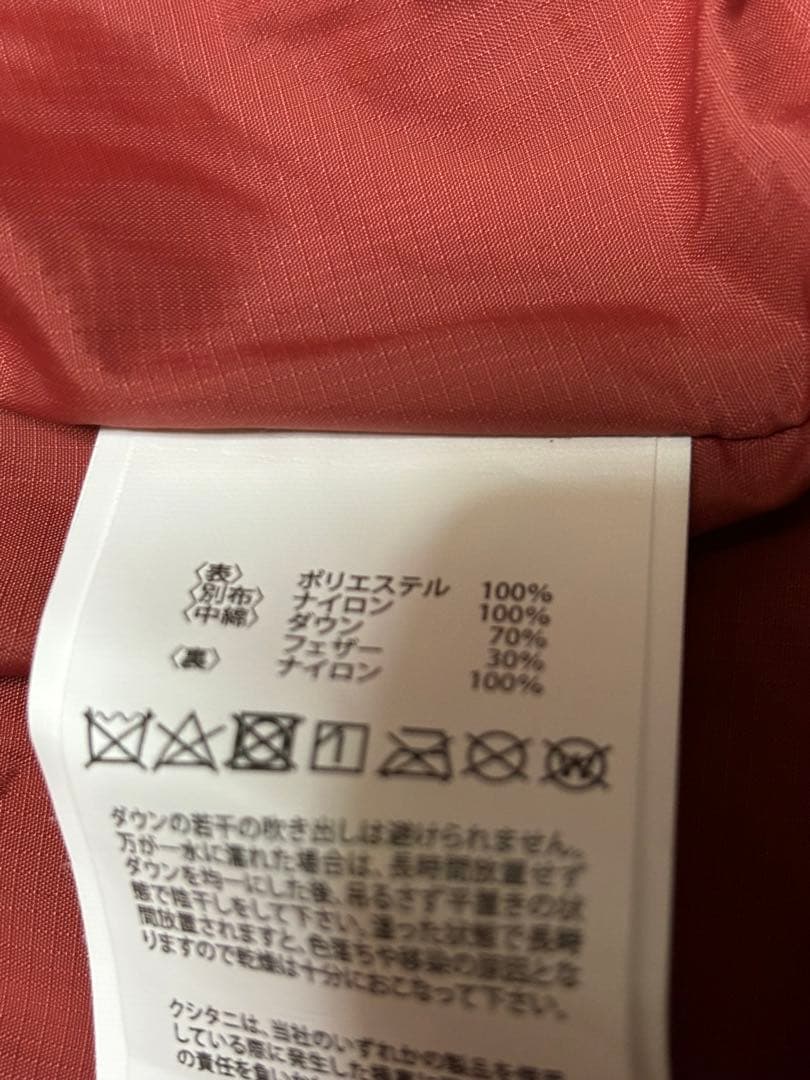 〈表〉 ポリエステル 100%
〈別布〉 ナイロン 100%
〈中綿〉 ダウン 70%
フェザー 30%
〈裏〉 ナイロン 100%
W
ダウンの若干の吹き出しは避けられません。
万が一水に濡れた場合は、長時間放置せず
ダウンを均一にした後、吊るさず平置きの状
態で陰干しをして下さい。湿った状態で長時
間放置されますと、色落ちや移染の原因とな
りますので乾燥は十分におこなって下さい。
クシタニは、当社のいずれかの製品を使用
している際に発生した
の責任を負いか